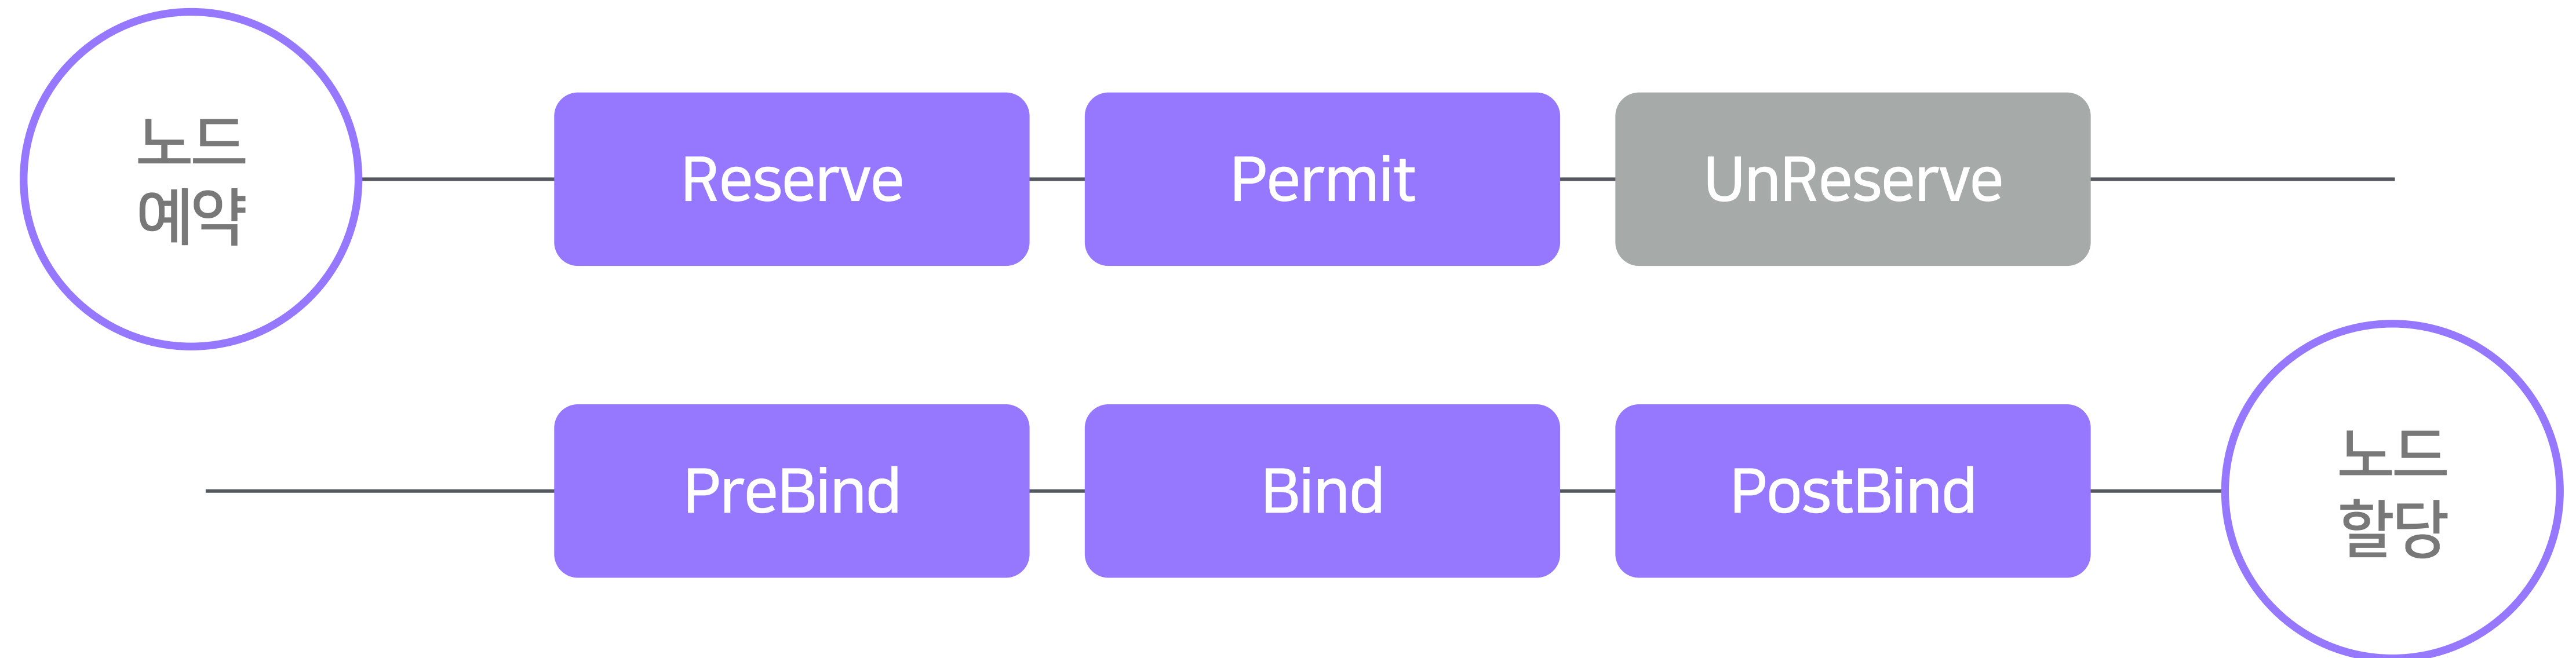 노드
예약
Reserve
Permit
UnReserve
PreBind
Bind
PostBind
노드
할당